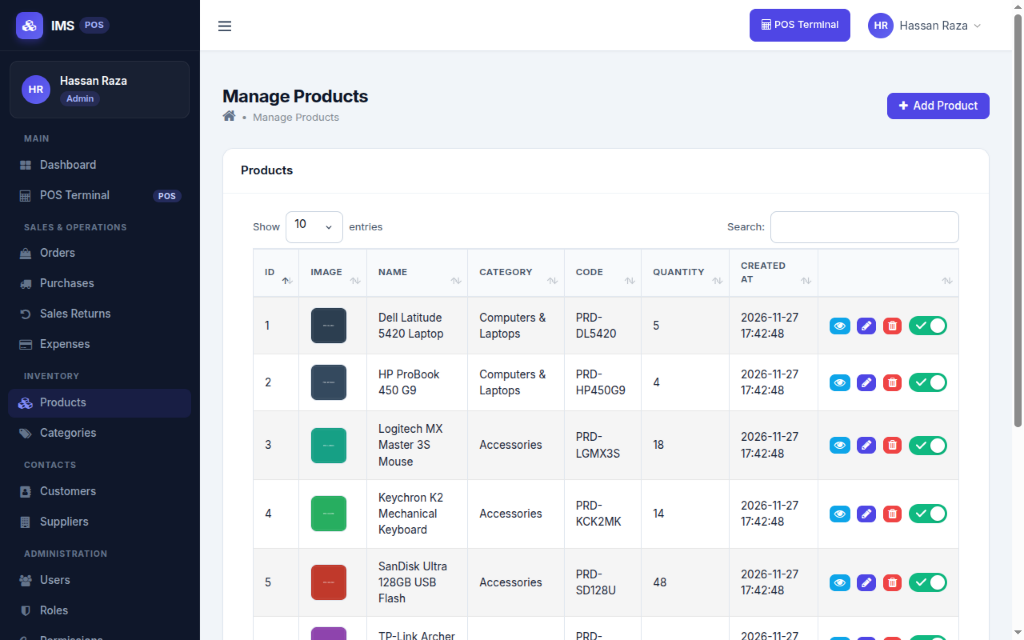 IMS POS
POS Terminal
HR Hassan Raza
HR
Hassan Raza
Admin
MAIN
Dashboard
POS Terminal POS
SALES & OPERATIONS
Orders
Purchases
Sales Returns
Expenses
INVENTORY
Products
Categories
CONTACTS
Customers
Suppliers
ADMINISTRATION
Users
Roles
Permissions
Manage Products
Manage Products
Add Product
Products
Show 10 entries
Search:
ID IMAGE NAME CATEGORY CODE QUANTITY CREATED
AT
1 Dell Latitude Computers & PRD- 5 2026-11-27
5420 Laptop Laptops DL5420 17:42:48
2 HP ProBook Computers & PRD- 4 2026-11-27
450 G9 Laptops HP450G9 17:42:48
Logitech MX
3 Master 3S Accessories PRD- 18 2026-11-27
Mouse LGMX3S 17:42:48
Keychron K2
4 Mechanical Accessories PRD- 14 2026-11-27
Keyboard KCK2MK 17:42:48
SanDisk Ultra
5 128GB USB Accessories PRD- 48 2026-11-27
Flash SD128U 17:42:48
TP-Link Archer PRD- 2026-11-27